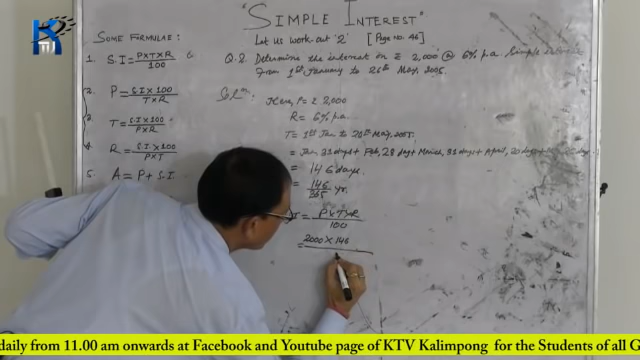 "SIMPLE INTEREST"
Let us work-out '2' [Page no. 46]
SOME FORMULAE:
1. S.I = P×T×R / 100
Q.2. Determine the interest on ₹ 2,000 @ 6% p.a. Simple Interest
From 1st January to 26th May, 2005.
2. P = S.I × 100 / T×R
Soln. Here, P = ₹ 2,000
R = 6% p.a.
3. T = S.I × 100 / P×R
T = 1st Jan to 26th May, 2005.
4. R = S.I × 100 / P×T
= Jan 31 days + Feb, 28 days + March, 31 days + April,
= 146 days.
5. A = P + S.I
= 146 / 365 yr.
= P×T×R / 100
= 2000 × 146
daily from 11.00 am onwards at Facebook and Youtube page of KTV Kalimpong for the Students of all G